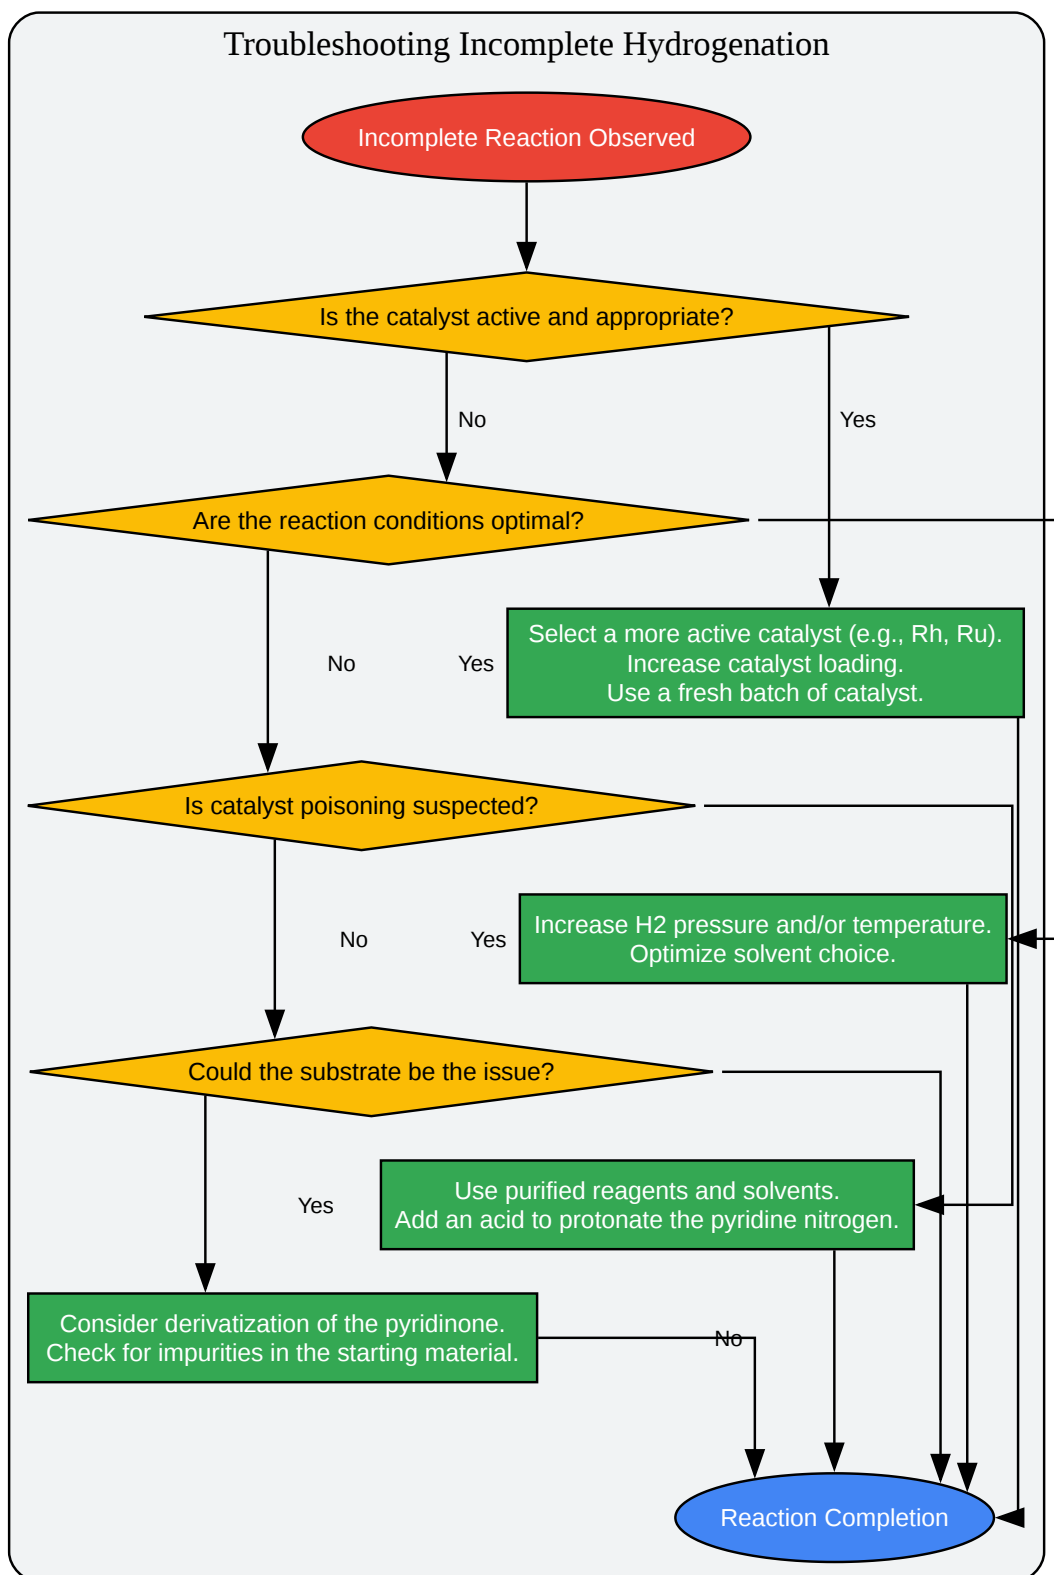 Troubleshooting Incomplete Hydrogenation
Incomplete Reaction Observed
Is the catalyst active and appropriate?
No
Yes
Are the reaction conditions optimal?
Select a more active catalyst (e.g., Rh, Ru).
Increase catalyst loading.
Use a fresh batch of catalyst.
No
Yes
Is catalyst poisoning suspected?
Increase H2 pressure and/or temperature.
Optimize solvent choice.
No
Yes
Could the substrate be the issue?
Use purified reagents and solvents.
Add an acid to protonate the pyridine nitrogen.
Yes
Consider derivatization of the pyridinone.
Check for impurities in the starting material.
No
Reaction Completion